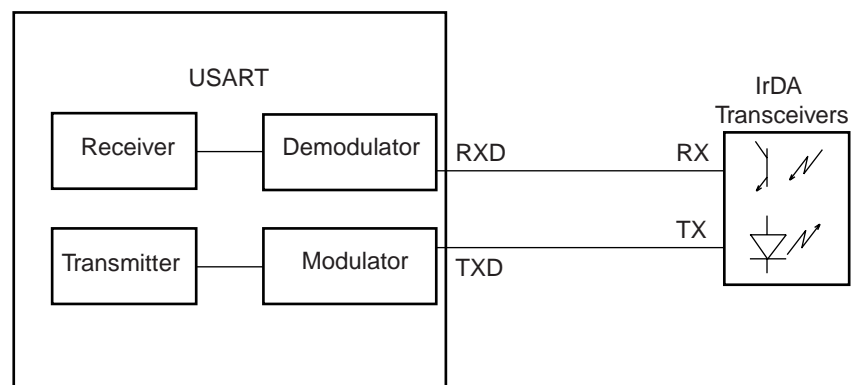 USART
IrDA
Transceivers
Receiver
Demodulator
RXD
RX
Transmitter
Modulator
TXD
TX